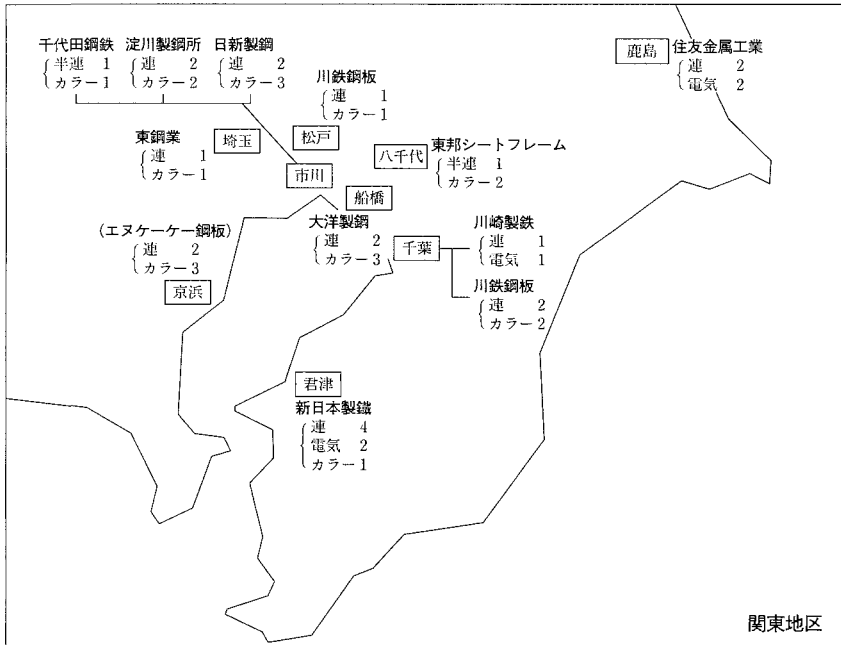 千代田鋼鉄
半連 1
カラー 1
淀川製鋼所
連 2
カラー 2
日新製鋼
連 2
カラー 3
川鉄鋼板
連 1
カラー 1
鹿島
住友金属工業
連 2
電気 2
東鋼業
連 1
カラー 1
埼玉
松戸
市川
八千代
東邦シートフレーム
半連 1
カラー 2
船橋
大洋製鋼
連 2
カラー 3
千葉
川崎製鉄
連 1
電気 1
川鉄鋼板
連 2
カラー 2
(エヌケーケー鋼板)
連 2
カラー 3
京浜
君津
新日本製鐵
連 4
電気 2
カラー 1
関東地区